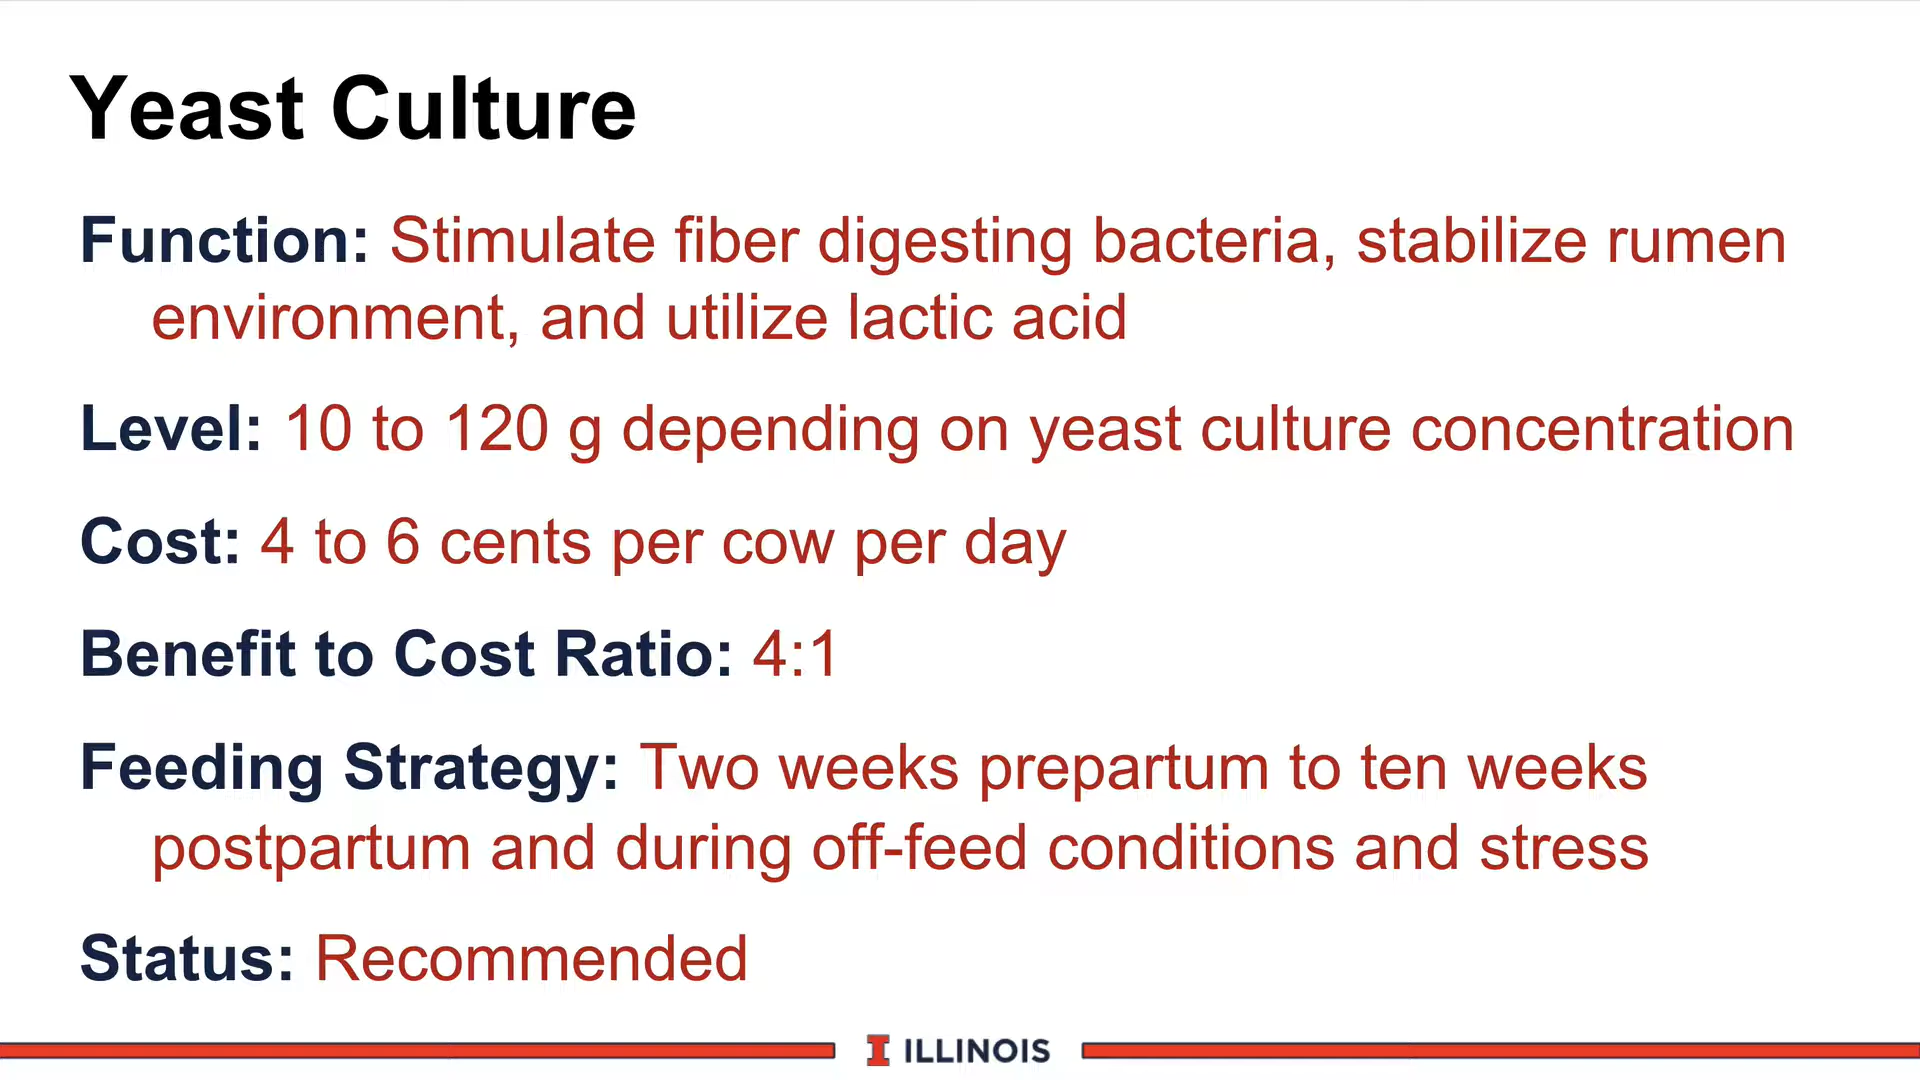 Yeast Culture
Function: Stimulate fiber digesting bacteria, stabilize rumen
environment, and utilize lactic acid
Level: 10 to 120 g depending on yeast culture concentration
Cost: 4 to 6 cents per cow per day
Benefit to Cost Ratio: 4:1
Feeding Strategy: Two weeks prepartum to ten weeks
postpartum and during off-feed conditions and stress
Status: Recommended
I ILLINOIS